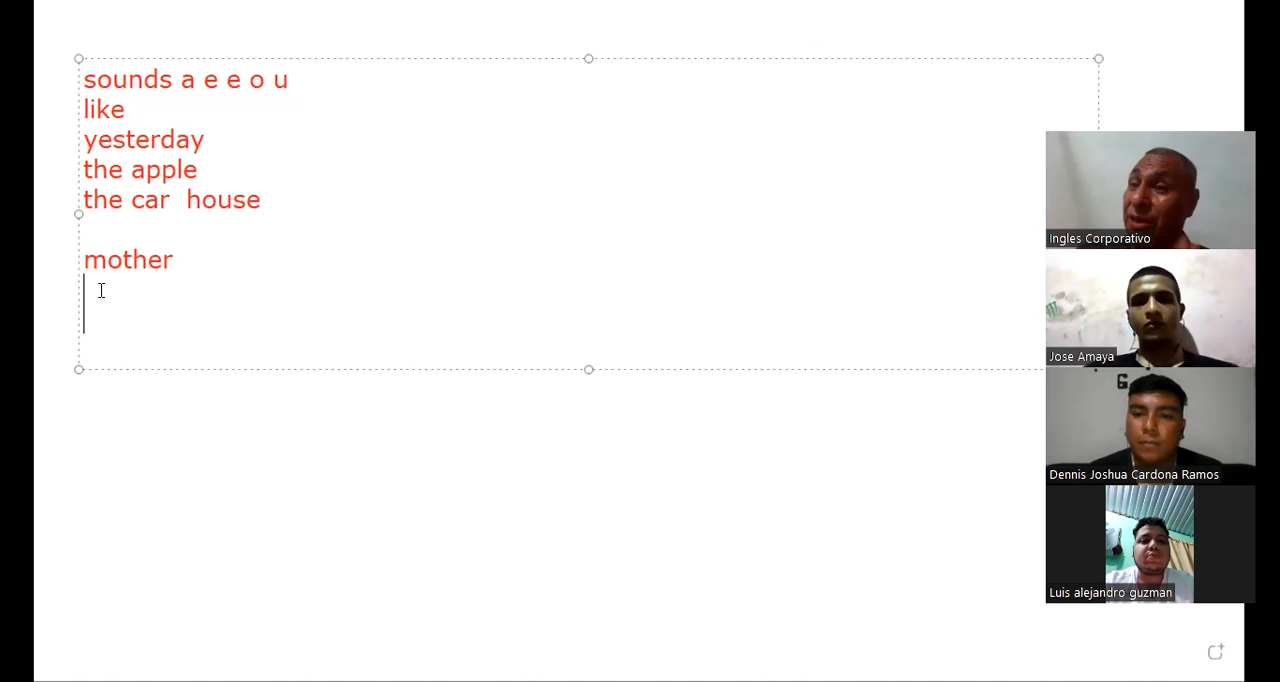 sounds a e e o u
like
yesterday
the apple
the car  house
mother
Ingles Corporativo
Jose Amaya
Dennis Joshua Cardona Ramos
Luis alejandro guzman